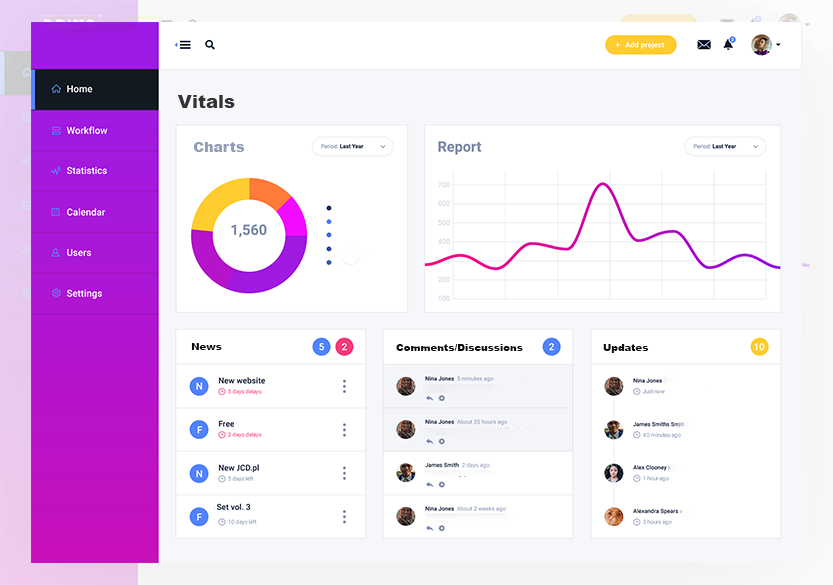 Add project
3
Home
Workflow
Statistics
Calendar
Users
Settings
Vitals
Charts
Period: Last Year
1,560
Report
Period: Last Year
700
600
500
400
200
100
News
5
2
N
New website
5 days delays
F
Free
2 days delays
N
New JCD.pl
5 days left
F
Set vol. 3
10 days left
Comments/Discussions
2
Nina Jones 5 minutes ago
Nina Jones About 20 hours ago
James Smith 2 days ago
Nina Jones About 2 weeks ago
Updates
10
Nina Jones
Just now
James Smiths
40 minutes ago
Alex Clooney
1 hour ago
Alexandra Spears
3 hours ago